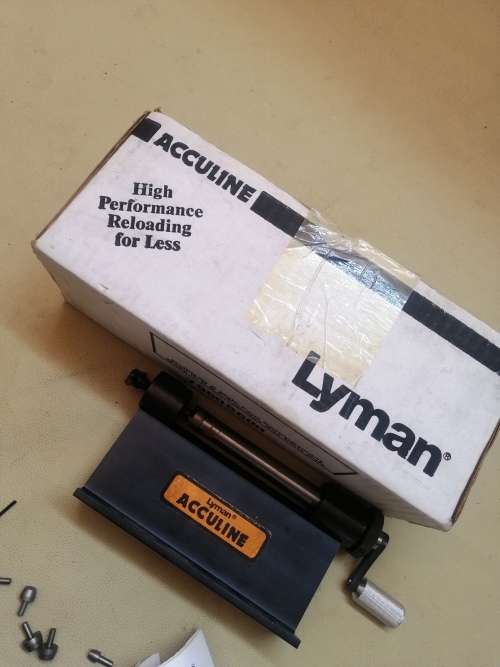 ACCULINE
High
Performance
Reloading
for Less
Lyman®
Lyman®
ACCULINE